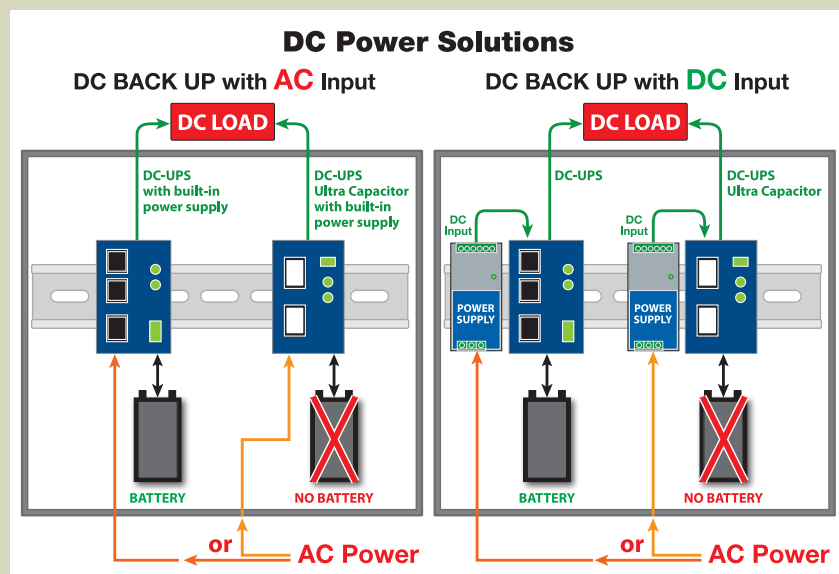 DC Power Solutions
DC BACK UP with AC Input
DC LOAD
DC-UPS
with built-in
power supply
DC-UPS
Ultra Capacitor
with built-in
power supply
BATTERY
NO BATTERY
or
AC Power
DC BACK UP with DC Input
DC LOAD
DC-UPS
DC-UPS
Ultra Capacitor
DC
Input
DC
Input
POWER
SUPPLY
POWER
SUPPLY
BATTERY
NO BATTERY
or
AC Power